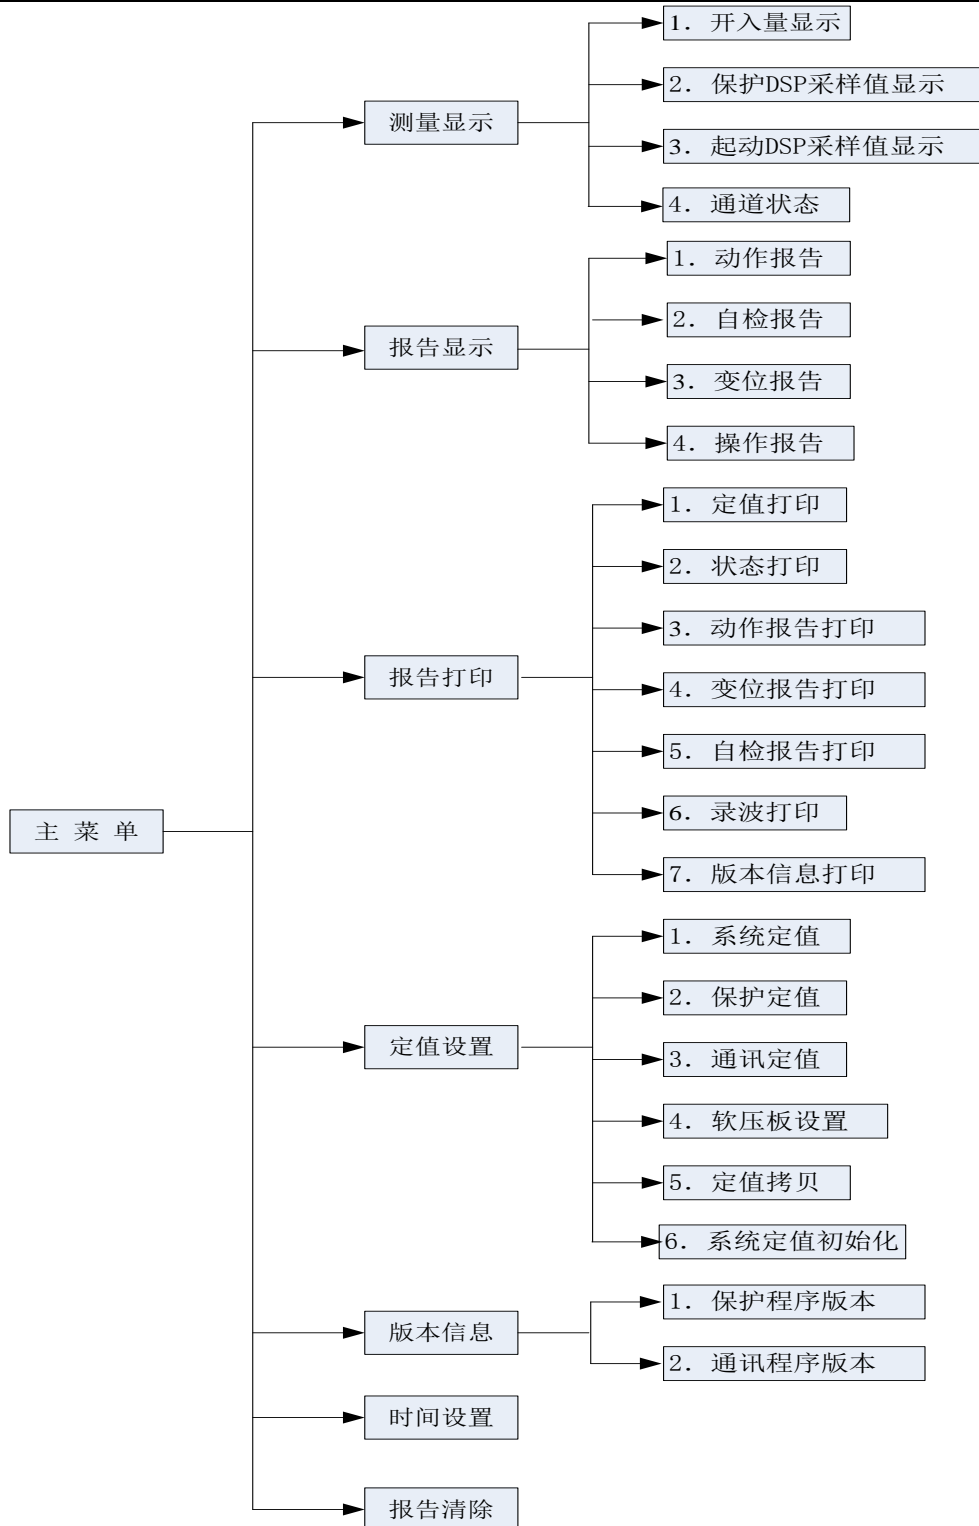 主 菜 单
测量显示
1. 开入量显示
2. 保护DSP采样值显示
3. 起动DSP采样值显示
4. 通道状态
报告显示
1. 动作报告
2. 自检报告
3. 变位报告
4. 操作报告
报告打印
1. 定值打印
2. 状态打印
3. 动作报告打印
4. 变位报告打印
5. 自检报告打印
6. 录波打印
7. 版本信息打印
定值设置
1. 系统定值
2. 保护定值
3. 通讯定值
4. 软压板设置
5. 定值拷贝
6. 系统定值初始化
版本信息
1. 保护程序版本
2. 通讯程序版本
时间设置
报告清除